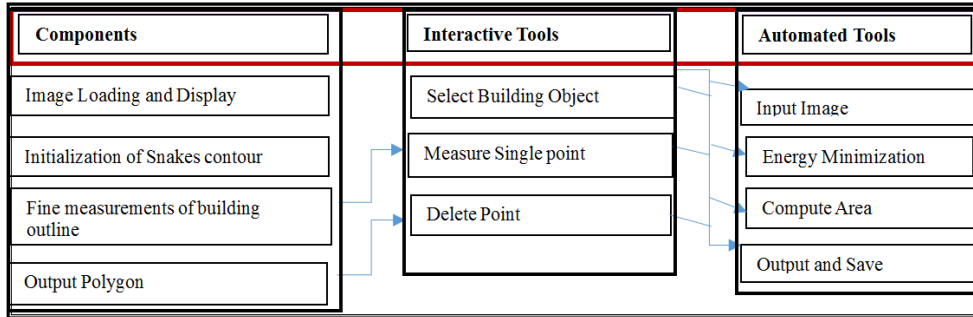 Components
Image Loading and Display
Initialization of Snakes contour
Fine measurements of building
outline
Output Polygon
Interactive Tools
Select Building Object
Measure Single point
Delete Point
Automated Tools
Input Image
Energy Minimization
Compute Area
Output and Save